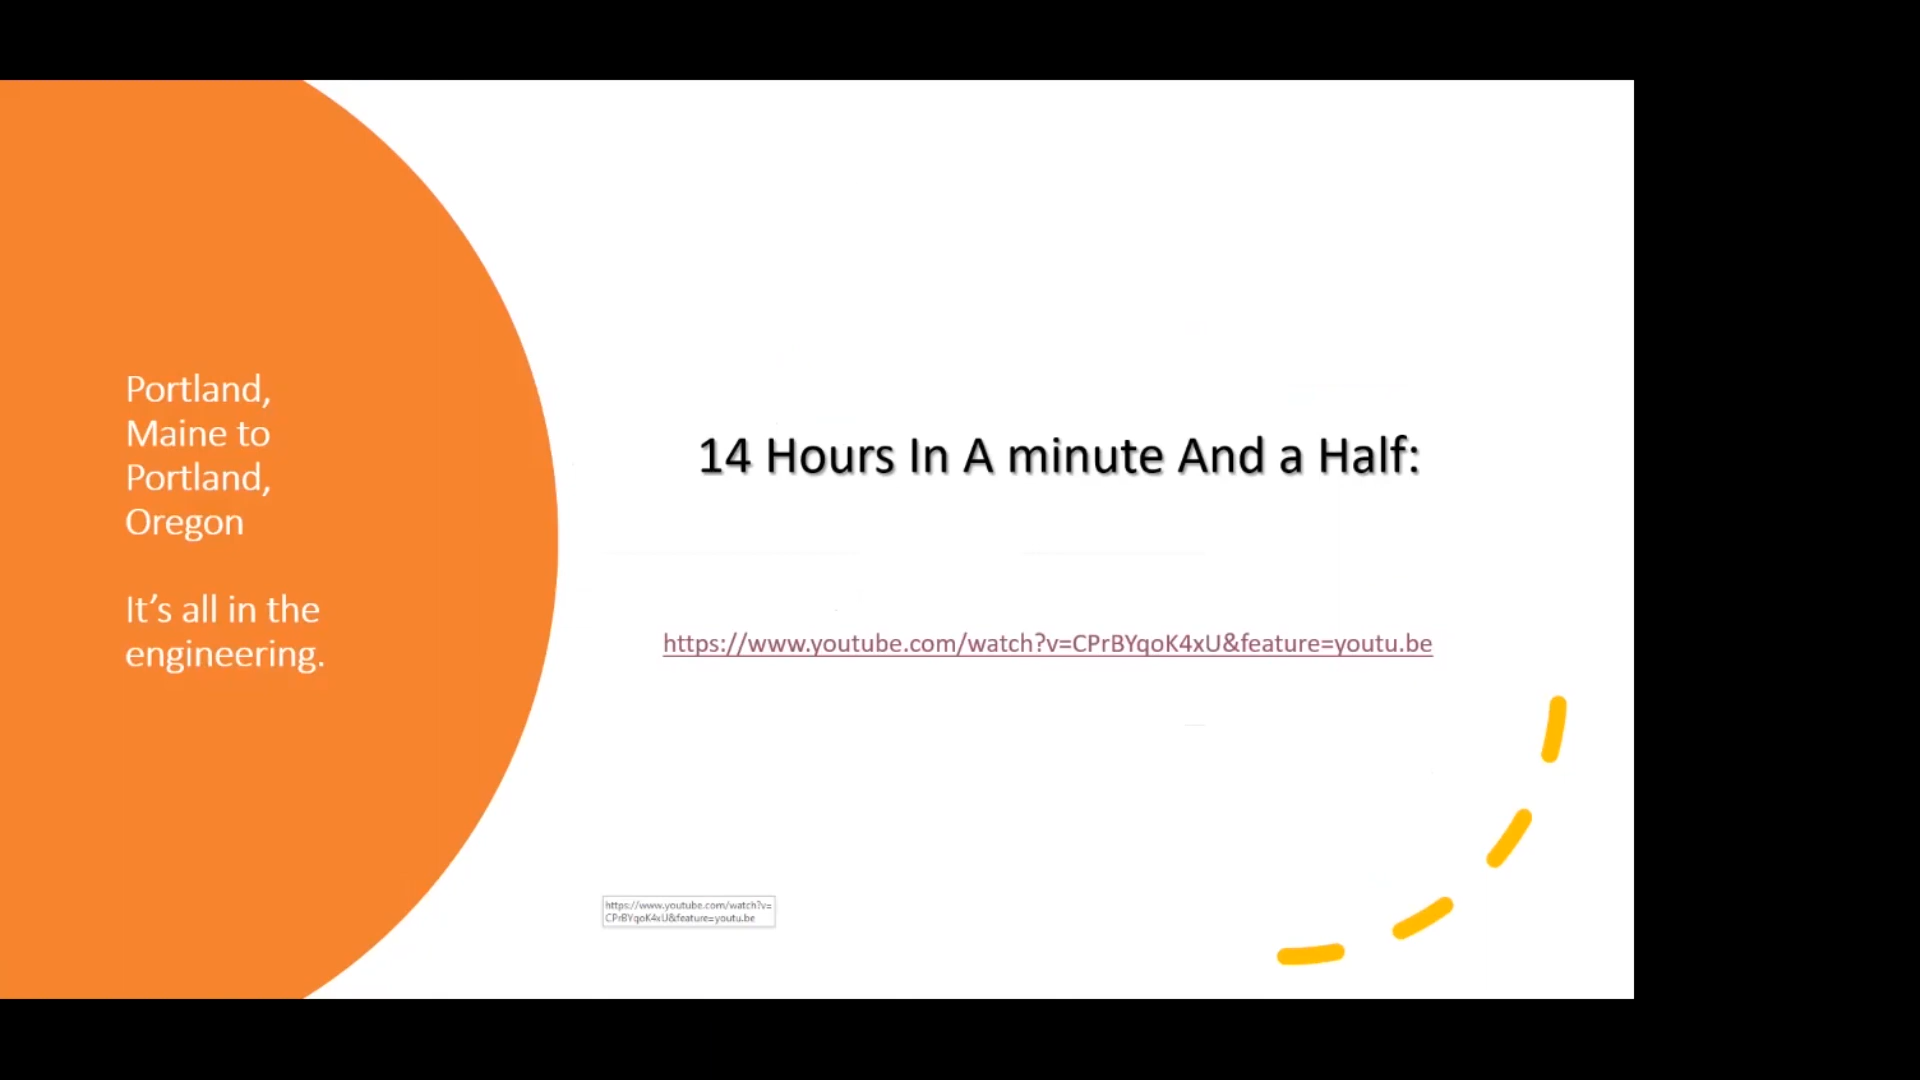 Portland,
Maine to
Portland,
Oregon
It’s all in the
engineering.
14 Hours In A minute And a Half:
https://www.youtube.com/watch?v=CPrBYqoK4xU&feature=youtu.be
https://www.youtube.com/watch?v=
CPrBYqoK4xU&feature=youtu.be